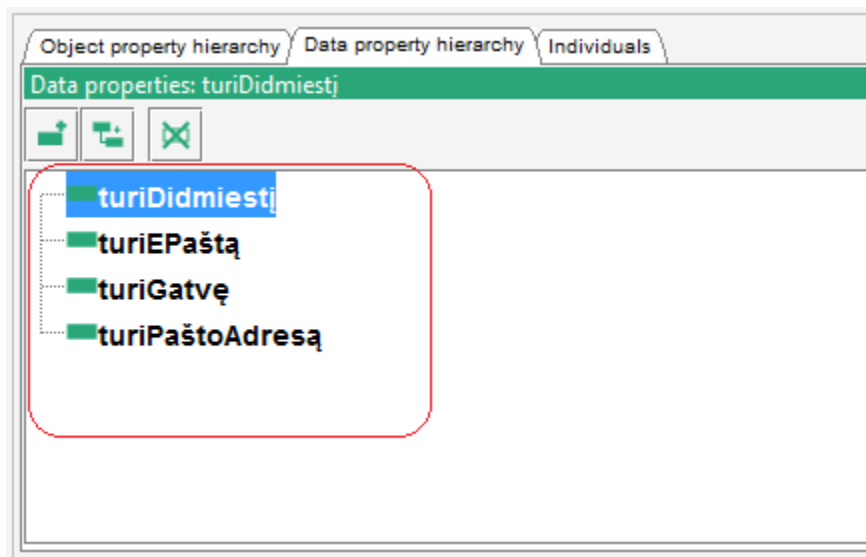 Object property hierarchy Data property hierarchy Individuals
Data properties: turiDidmiestį
turiDidmiestį
turiEPaštą
turiGatvę
turiPaštoAdresą